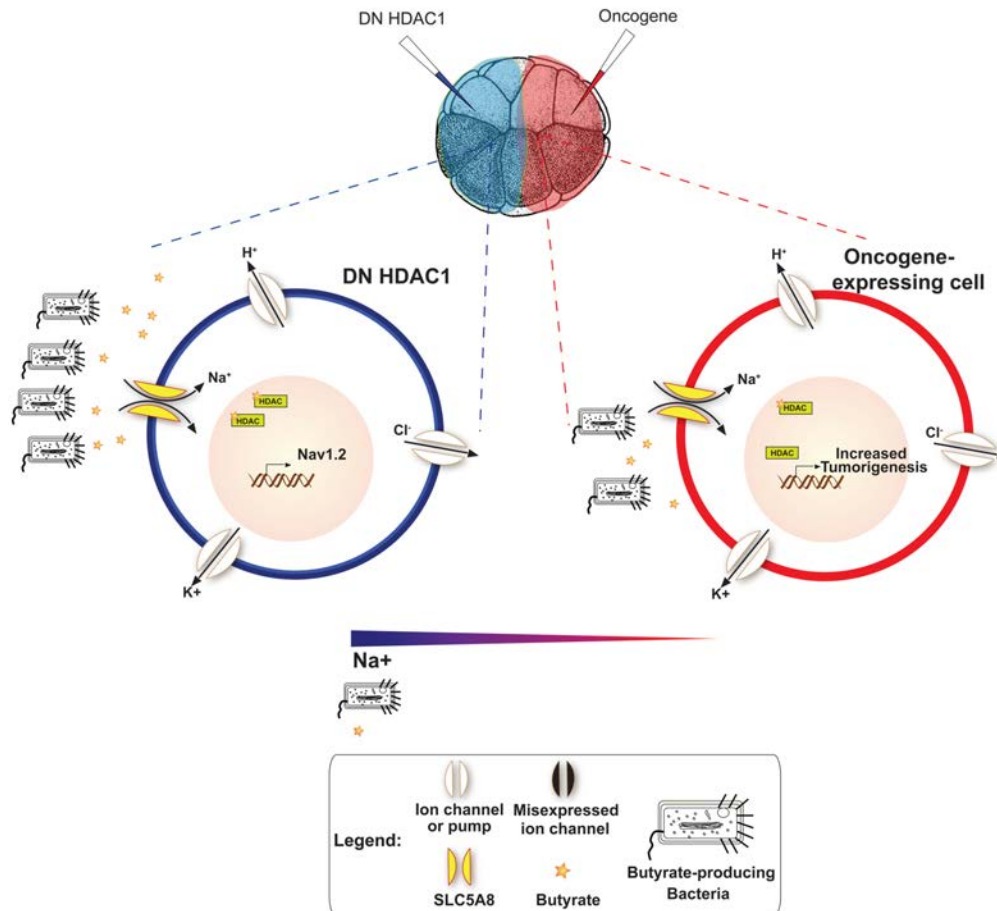 DN HDAC1
Oncogene
H⁺
DN HDAC1
Na⁺
HDAC
HDAC
Nav1.2
Cl⁻
K+
H⁺
Oncogene-
expressing cell
Na⁺
HDAC
HDAC
Increased
Tumorigenesis
Cl⁻
K+
Na+
Legend:
Ion channel
or pump
Misexpressed
ion channel
SLC5A8
Butyrate
Butyrate-producing
Bacteria